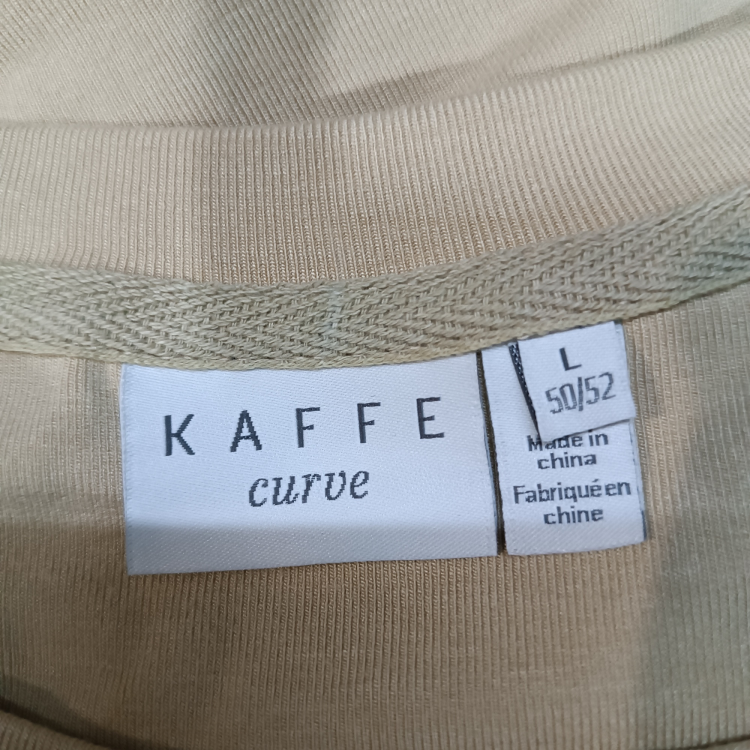 KAFFE
curve
L
50/52
Made in
china
Fabriqué en
chine